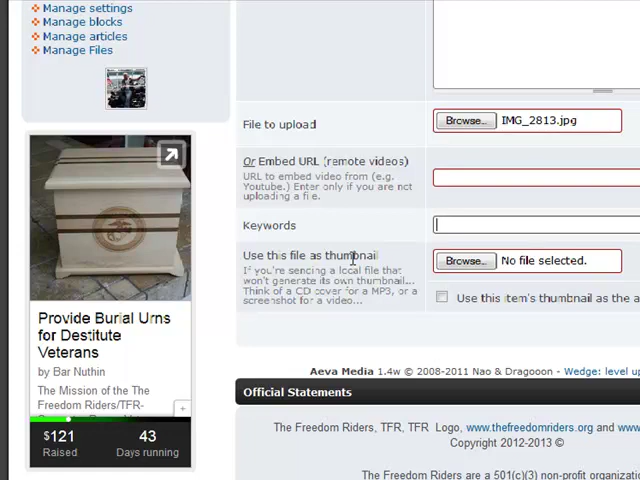 Manage settings
Manage blocks
Manage articles
Manage Files
File to upload
Browse... IMG_2813.jpg
Or Embed URL (remote videos)
URL to embed video from (e.g.
Youtube.) Enter only if you are not
uploading a file.
Keywords
Use this file as thumbnail
If you're sending a local file that
won't generate its own thumbnail...
Think of a CD cover for a MP3, or a
screenshot for a video...
Browse... No file selected.
Use this item's thumbnail as the a
Provide Burial Urns
for Destitute
Veterans
by Bar Nuthin
The Mission of the The
Freedom Riders/TFR-
$121
Raised
43
Days running
Aeva Media 1.4w © 2008-2011 Nao & Dragooon - Wedge: level u
Official Statements
The Freedom Riders, TFR, TFR Logo, www.thefreedomriders.org and www
Copyright 2012-2013 ©
The Freedom Riders are a 501(c)(3) non-profit organizati